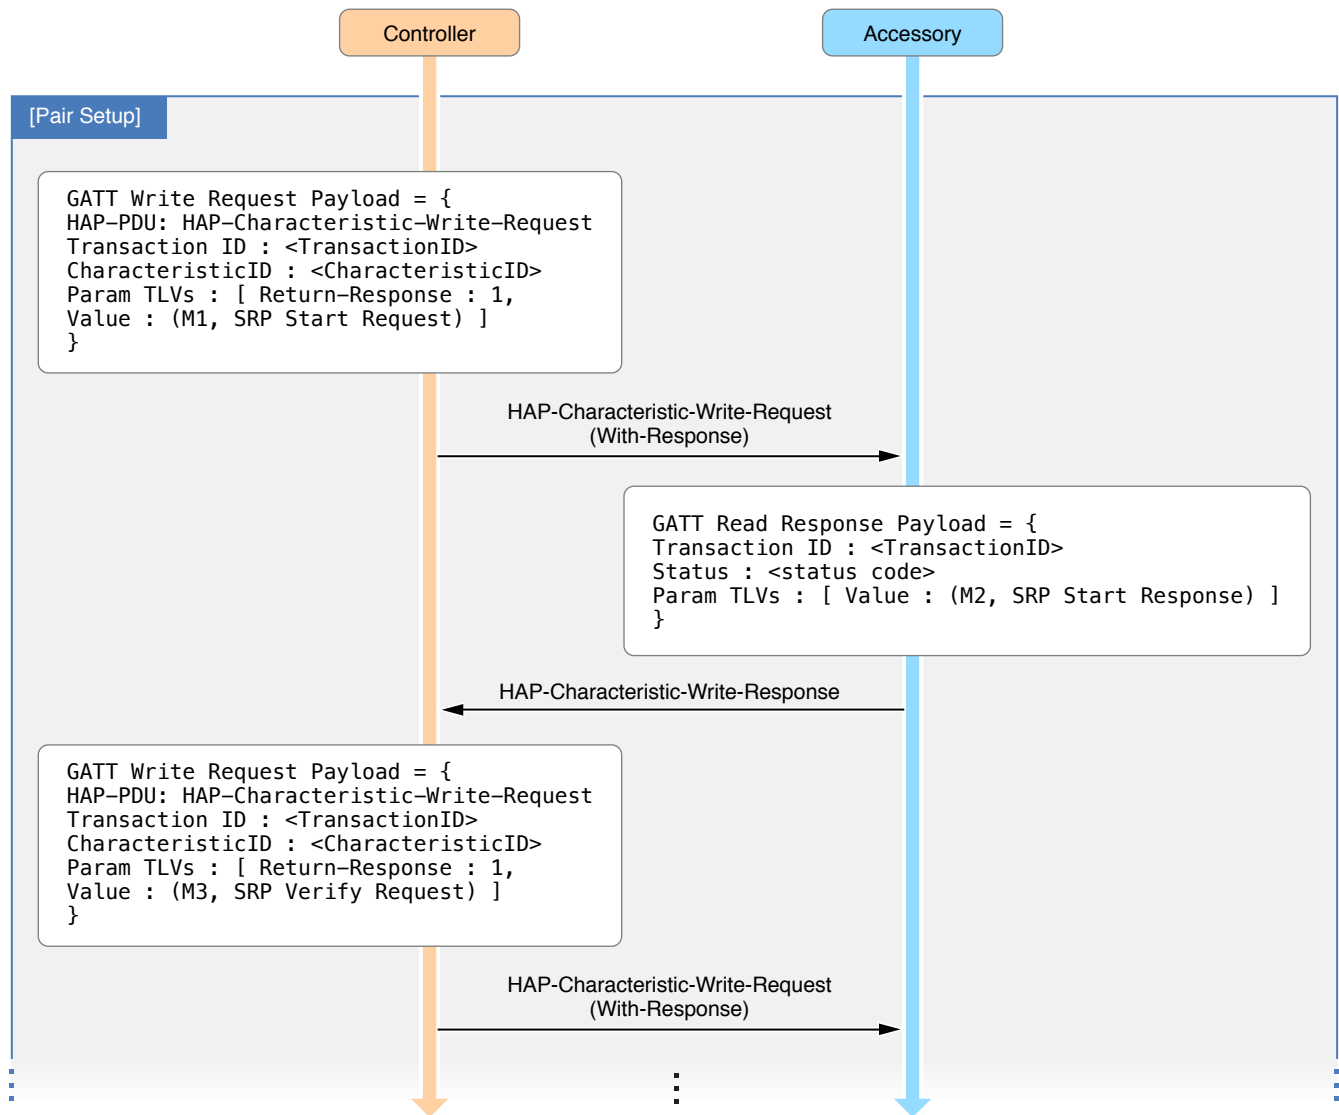 Controller
Accessory
[Pair Setup]
GATT Write Request Payload = {
HAP-PDU: HAP-Characteristic-Write-Request
Transaction ID : <TransactionID>
CharacteristicID : <CharacteristicID>
Param TLVs : [ Return-Response : 1,
Value : (M1, SRP Start Request) ]
}
HAP-Characteristic-Write-Request
(With-Response)
GATT Read Response Payload = {
Transaction ID : <TransactionID>
Status : <status code>
Param TLVs : [ Value : (M2, SRP Start Response) ]
}
HAP-Characteristic-Write-Response
GATT Write Request Payload = {
HAP-PDU: HAP-Characteristic-Write-Request
Transaction ID : <TransactionID>
CharacteristicID : <CharacteristicID>
Param TLVs : [ Return-Response : 1,
Value : (M3, SRP Verify Request) ]
}
HAP-Characteristic-Write-Request
(With-Response)